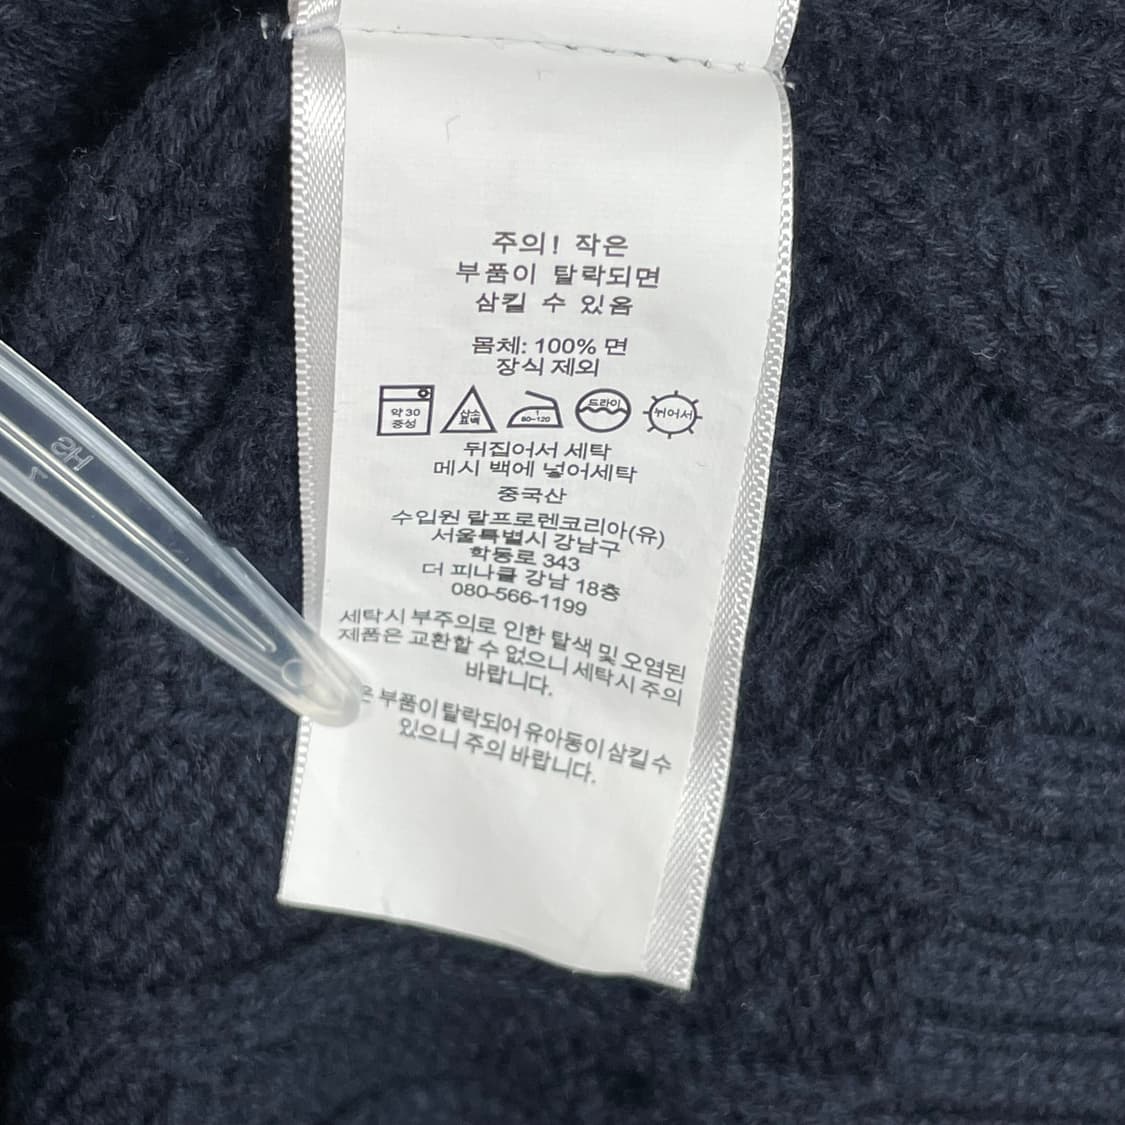 주의! 작은
부품이 탈락되면
삼킬 수 있음
몸체: 100% 면
장식 제외
약 30
중성
산소
표백
1
80~120
드라이
뉘어서
뒤집어서 세탁
메시 백에 넣어세탁
중국산
수입원 랄프로렌코리아(유)
서울특별시 강남구
학동로 343
더 피나클 강남 18층
080-566-1199
세탁시 부주의로 인한 탈색 및 오염된
제품은 교환할 수 없으니 세탁시 주의
바랍니다.
은 부품이 탈락되어 유아동이 삼킬 수
있으니 주의 바랍니다.